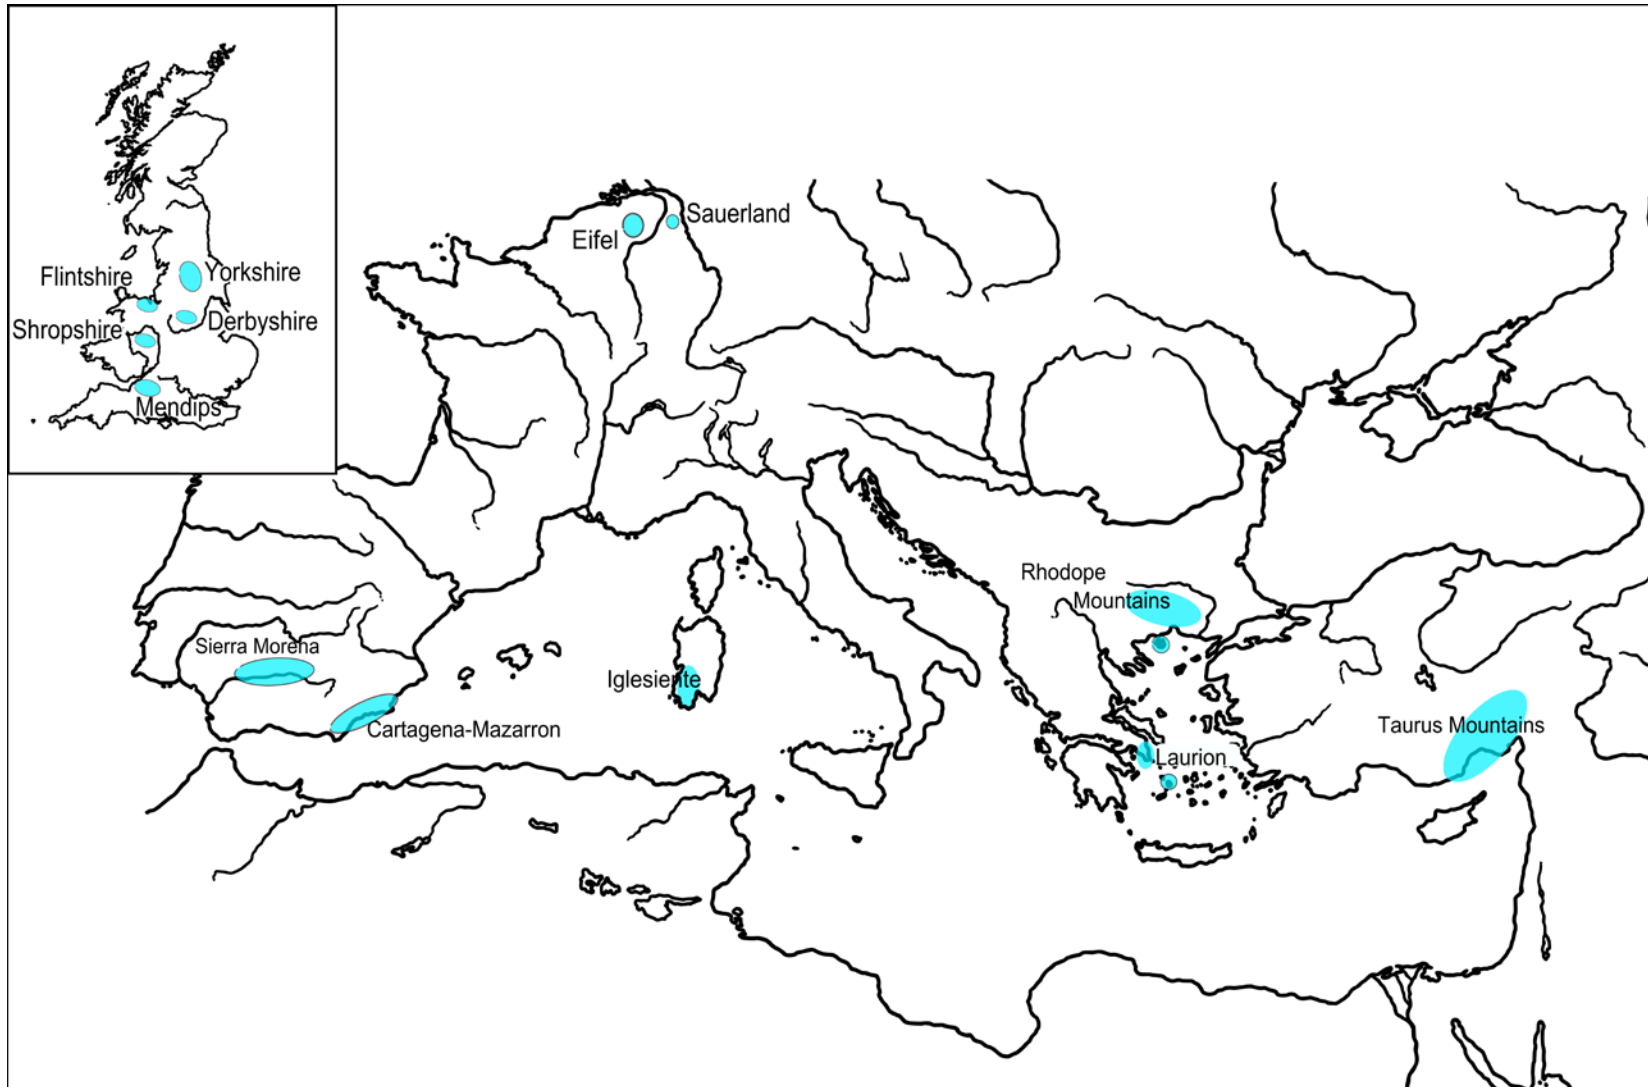 Flintshire
Yorkshire
Shropshire
Derbyshire
Mendips
Eifel
Sauerland
Rhodope
Mountains
Sierra Morena
Iglesiente
Cartagena-Mazarron
Laurion
Taurus Mountains